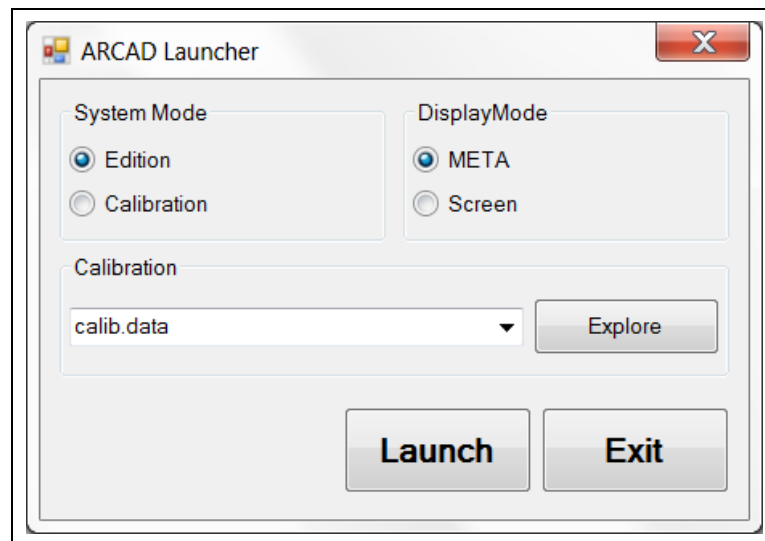 ARCAD Launcher
System Mode
Edition
Calibration
DisplayMode
META
Screen
Calibration
calib.data
Explore
Launch
Exit